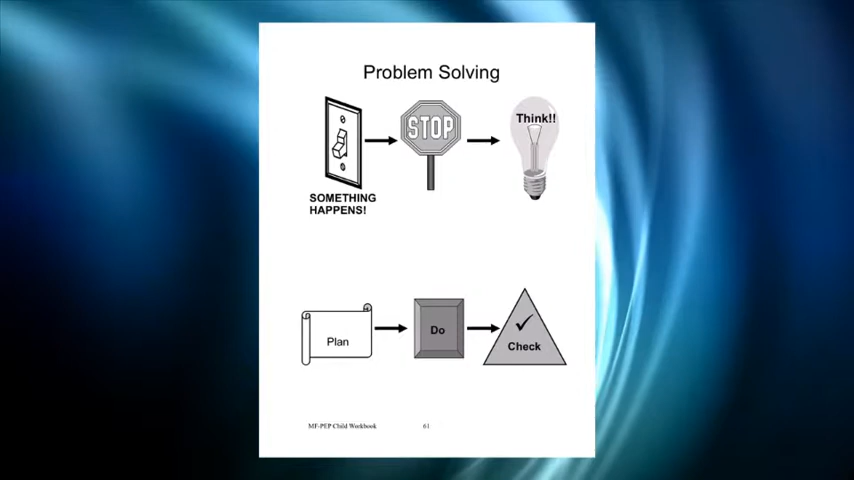 Problem Solving
STOP
Think!!
SOMETHING
HAPPENS!
Plan
Do
Check
MF-PEP Child Workbook 61